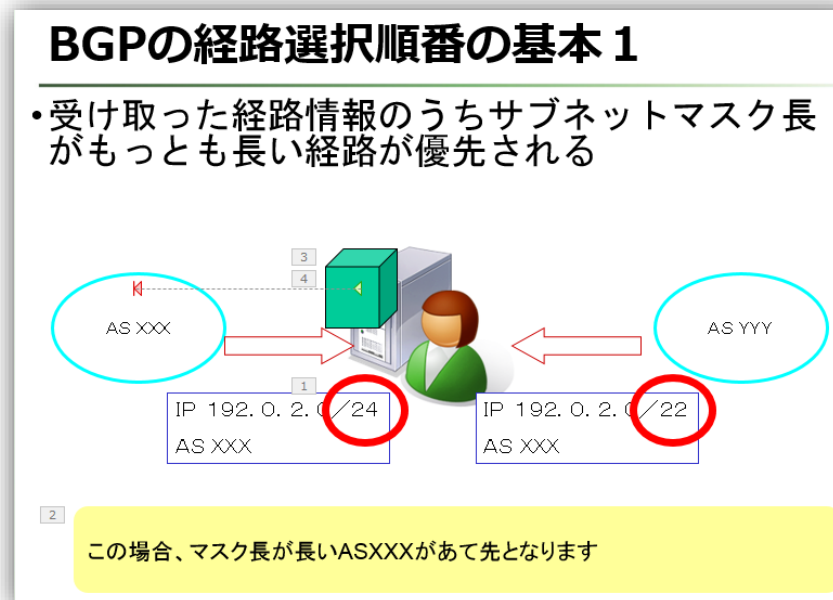 BGPの経路選択順番の基本1
•受け取った経路情報のうちサブネットマスク長
がもっとも長い経路が優先される
3
4
AS XXX
AS YYY
1
IP 192.0.2.0/24
AS XXX
IP 192.0.2.0/22
AS XXX
2
この場合、マスク長が長いASXXXがあて先となります